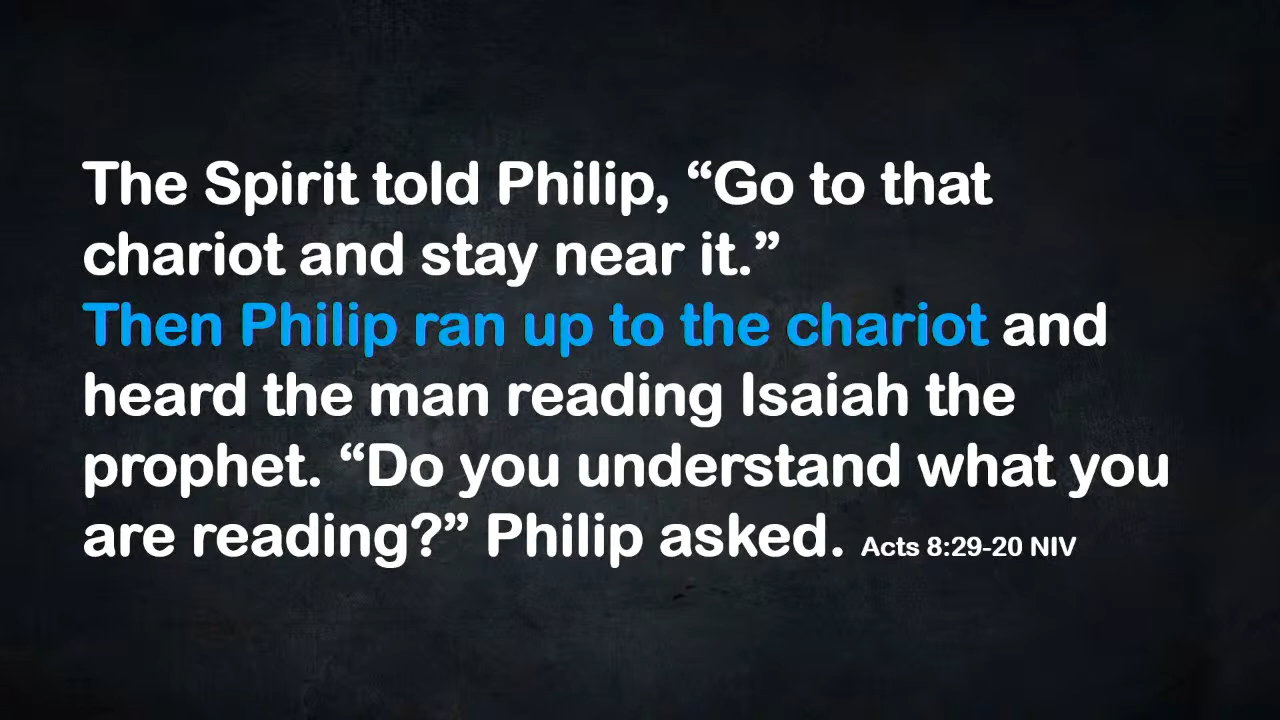 The Spirit told Philip, “Go to that
chariot and stay near it.”
Then Philip ran up to the chariot and
heard the man reading Isaiah the
prophet. “Do you understand what you
are reading?” Philip asked. Acts 8:29-20 NIV